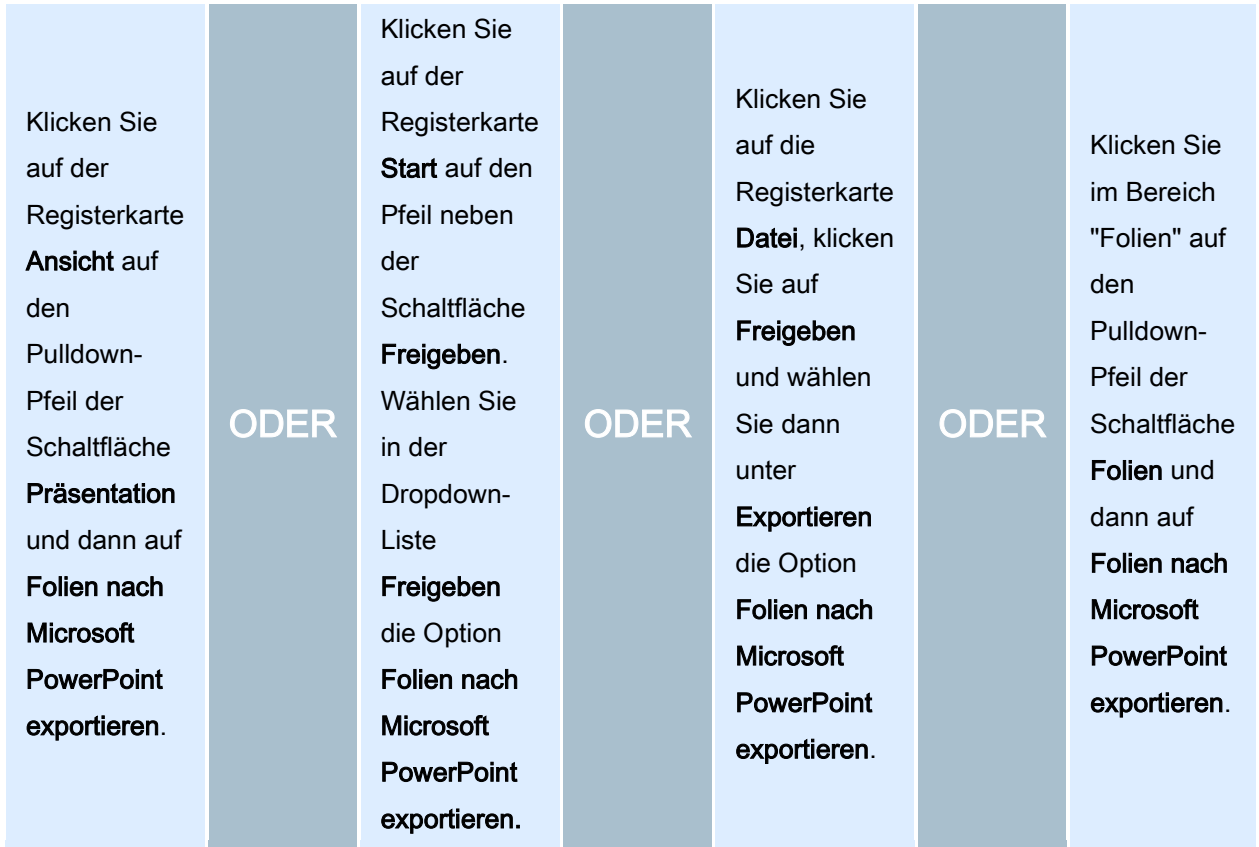 Klicken Sie
auf der
Registerkarte
Ansicht auf
den
Pulldown-
Pfeil der
Schaltfläche
Präsentation
und dann auf
Folien nach
Microsoft
PowerPoint
exportieren.
ODER
Klicken Sie
auf der
Registerkarte
Start auf den
Pfeil neben
der
Schaltfläche
Freigeben.
Wählen Sie
in der
Dropdown-
Liste
Freigeben
die Option
Folien nach
Microsoft
PowerPoint
exportieren.
ODER
Klicken Sie
auf die
Registerkarte
Datei, klicken
Sie auf
Freigeben
und wählen
Sie dann
unter
Exportieren
die Option
Folien nach
Microsoft
PowerPoint
exportieren.
ODER
Klicken Sie
im Bereich
"Folien" auf
den
Pulldown-
Pfeil der
Schaltfläche
Folien und
dann auf
Folien nach
Microsoft
PowerPoint
exportieren.